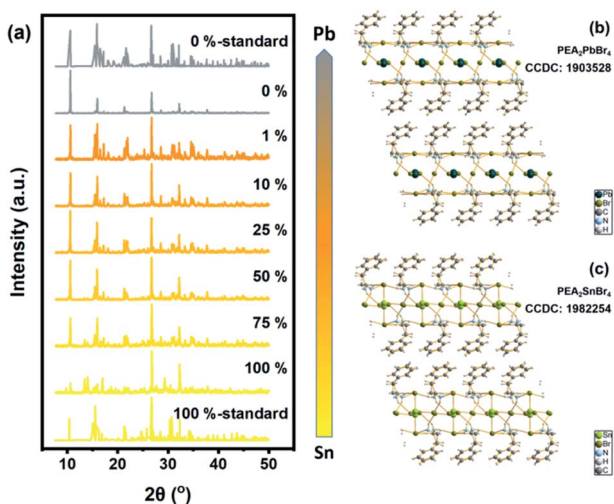 (a)
Intensity (a.u.)
0 %-standard
0 %
1 %
10 %
25 %
50 %
75 %
100 %
100 %-standard
10 20 30 40 50
2θ (°)
Pb
Sn
(b)
PEA₂PbBr₄
CCDC: 1903528
Pb
Br
C
N
H
(c)
PEA₂SnBr₄
CCDC: 1982254
Sn
Br
N
H
C